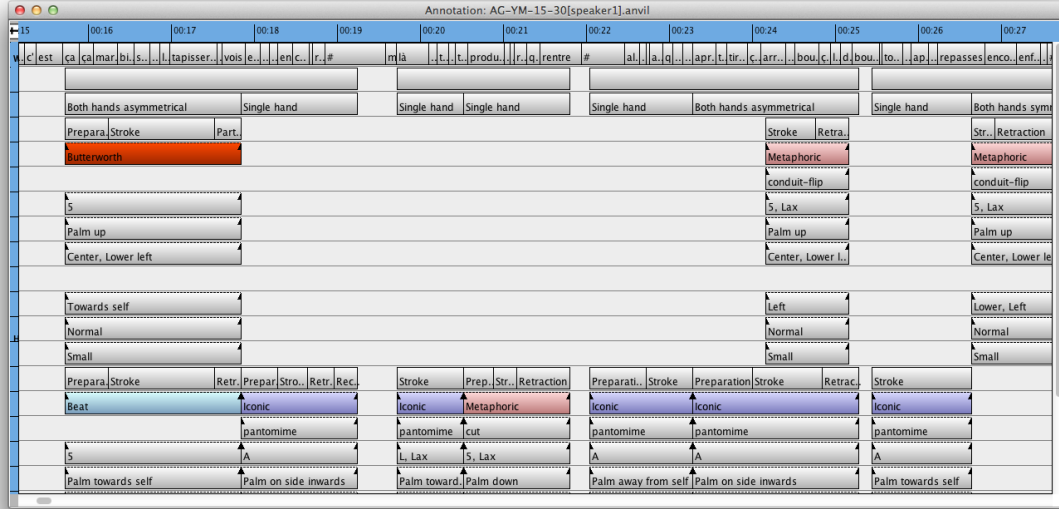 Annotation: AG-YM-15-30[speaker1].anvil
:15 00:16 00:17 00:18 00:19 00:20 00:21 00:22 00:23 00:24 00:25 00:26 00:27
c' est ça ça mar. bi.. s.. .. l. tapisser.. vois e.. .. en c.. r.. # m là ..t.. t.. produ.. .r.. q. rentre # al.. .. a.. q .. .. apr. t.. tir.. ç.. arr.. .. bou. ç. l. d. bou.. to.. .. ap... repasses enco.. enf..
Both hands asymmetrical Single hand Single hand Single hand Single hand Both hands asymmetrical Single hand Both hands symm
Prepara. Stroke Part.. Stroke Retra.. Str.. Retraction
Butterworth Metaphoric Metaphoric
conduit-flip conduit-flip
5 5, Lax 5, Lax
Palm up Palm up Palm up
Center, Lower left Center, Lower l.. Center, Lower le
Towards self Left Lower, Left
Normal Normal Normal
Small Small Small
Prepara. Stroke Retr. Prepar. Stro.. Retr. Rec.. Stroke Prep.. Str.. Retraction Preparati.. Stroke Preparation Stroke Retrac.. Stroke
Beat Iconic Iconic Metaphoric Iconic Iconic Iconic
pantomime pantomime cut pantomime pantomime pantomime
5 A L, Lax 5, Lax A A A
Palm towards self Palm on side inwards Palm toward. Palm down Palm away from self Palm on side inwards Palm towards self